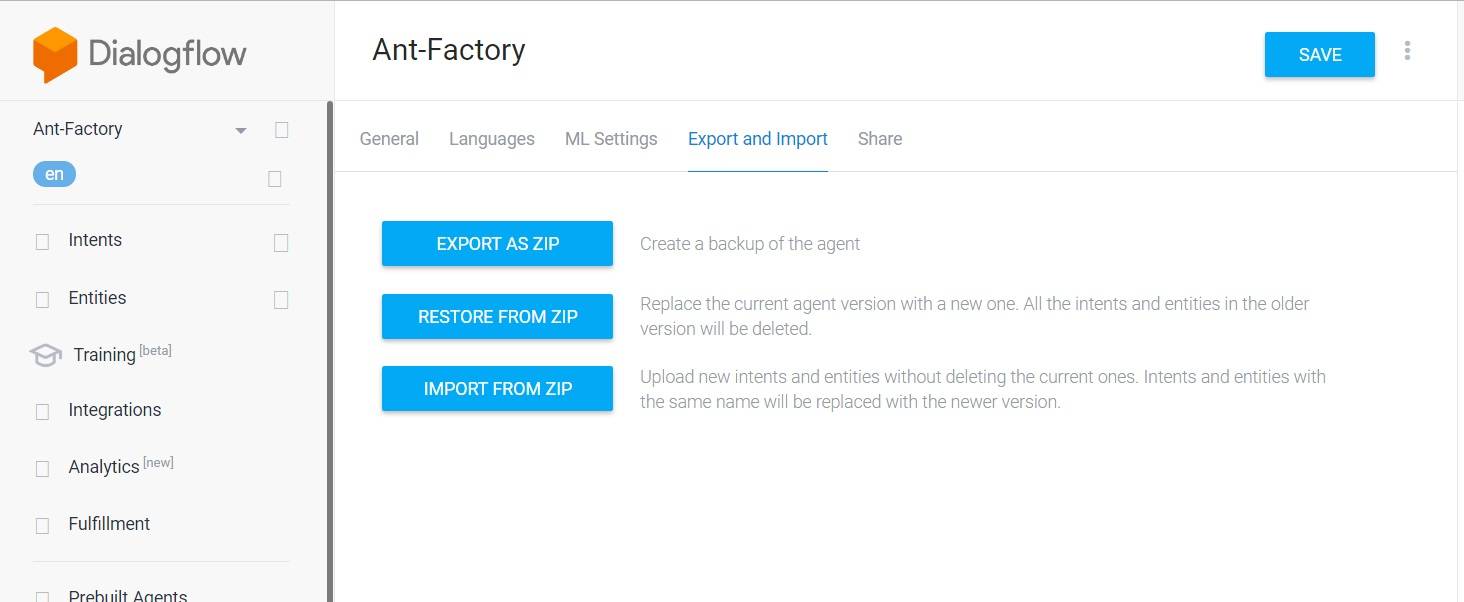 Dialogflow
Ant-Factory
SAVE
Ant-Factory
en
General Languages ML Settings Export and Import Share
Intents
Entities
Training [beta]
Integrations
Analytics [new]
Fulfillment
Prebuilt Agents
EXPORT AS ZIP
Create a backup of the agent
RESTORE FROM ZIP
Replace the current agent version with a new one. All the intents and entities in the older
version will be deleted.
IMPORT FROM ZIP
Upload new intents and entities without deleting the current ones. Intents and entities with
the same name will be replaced with the newer version.